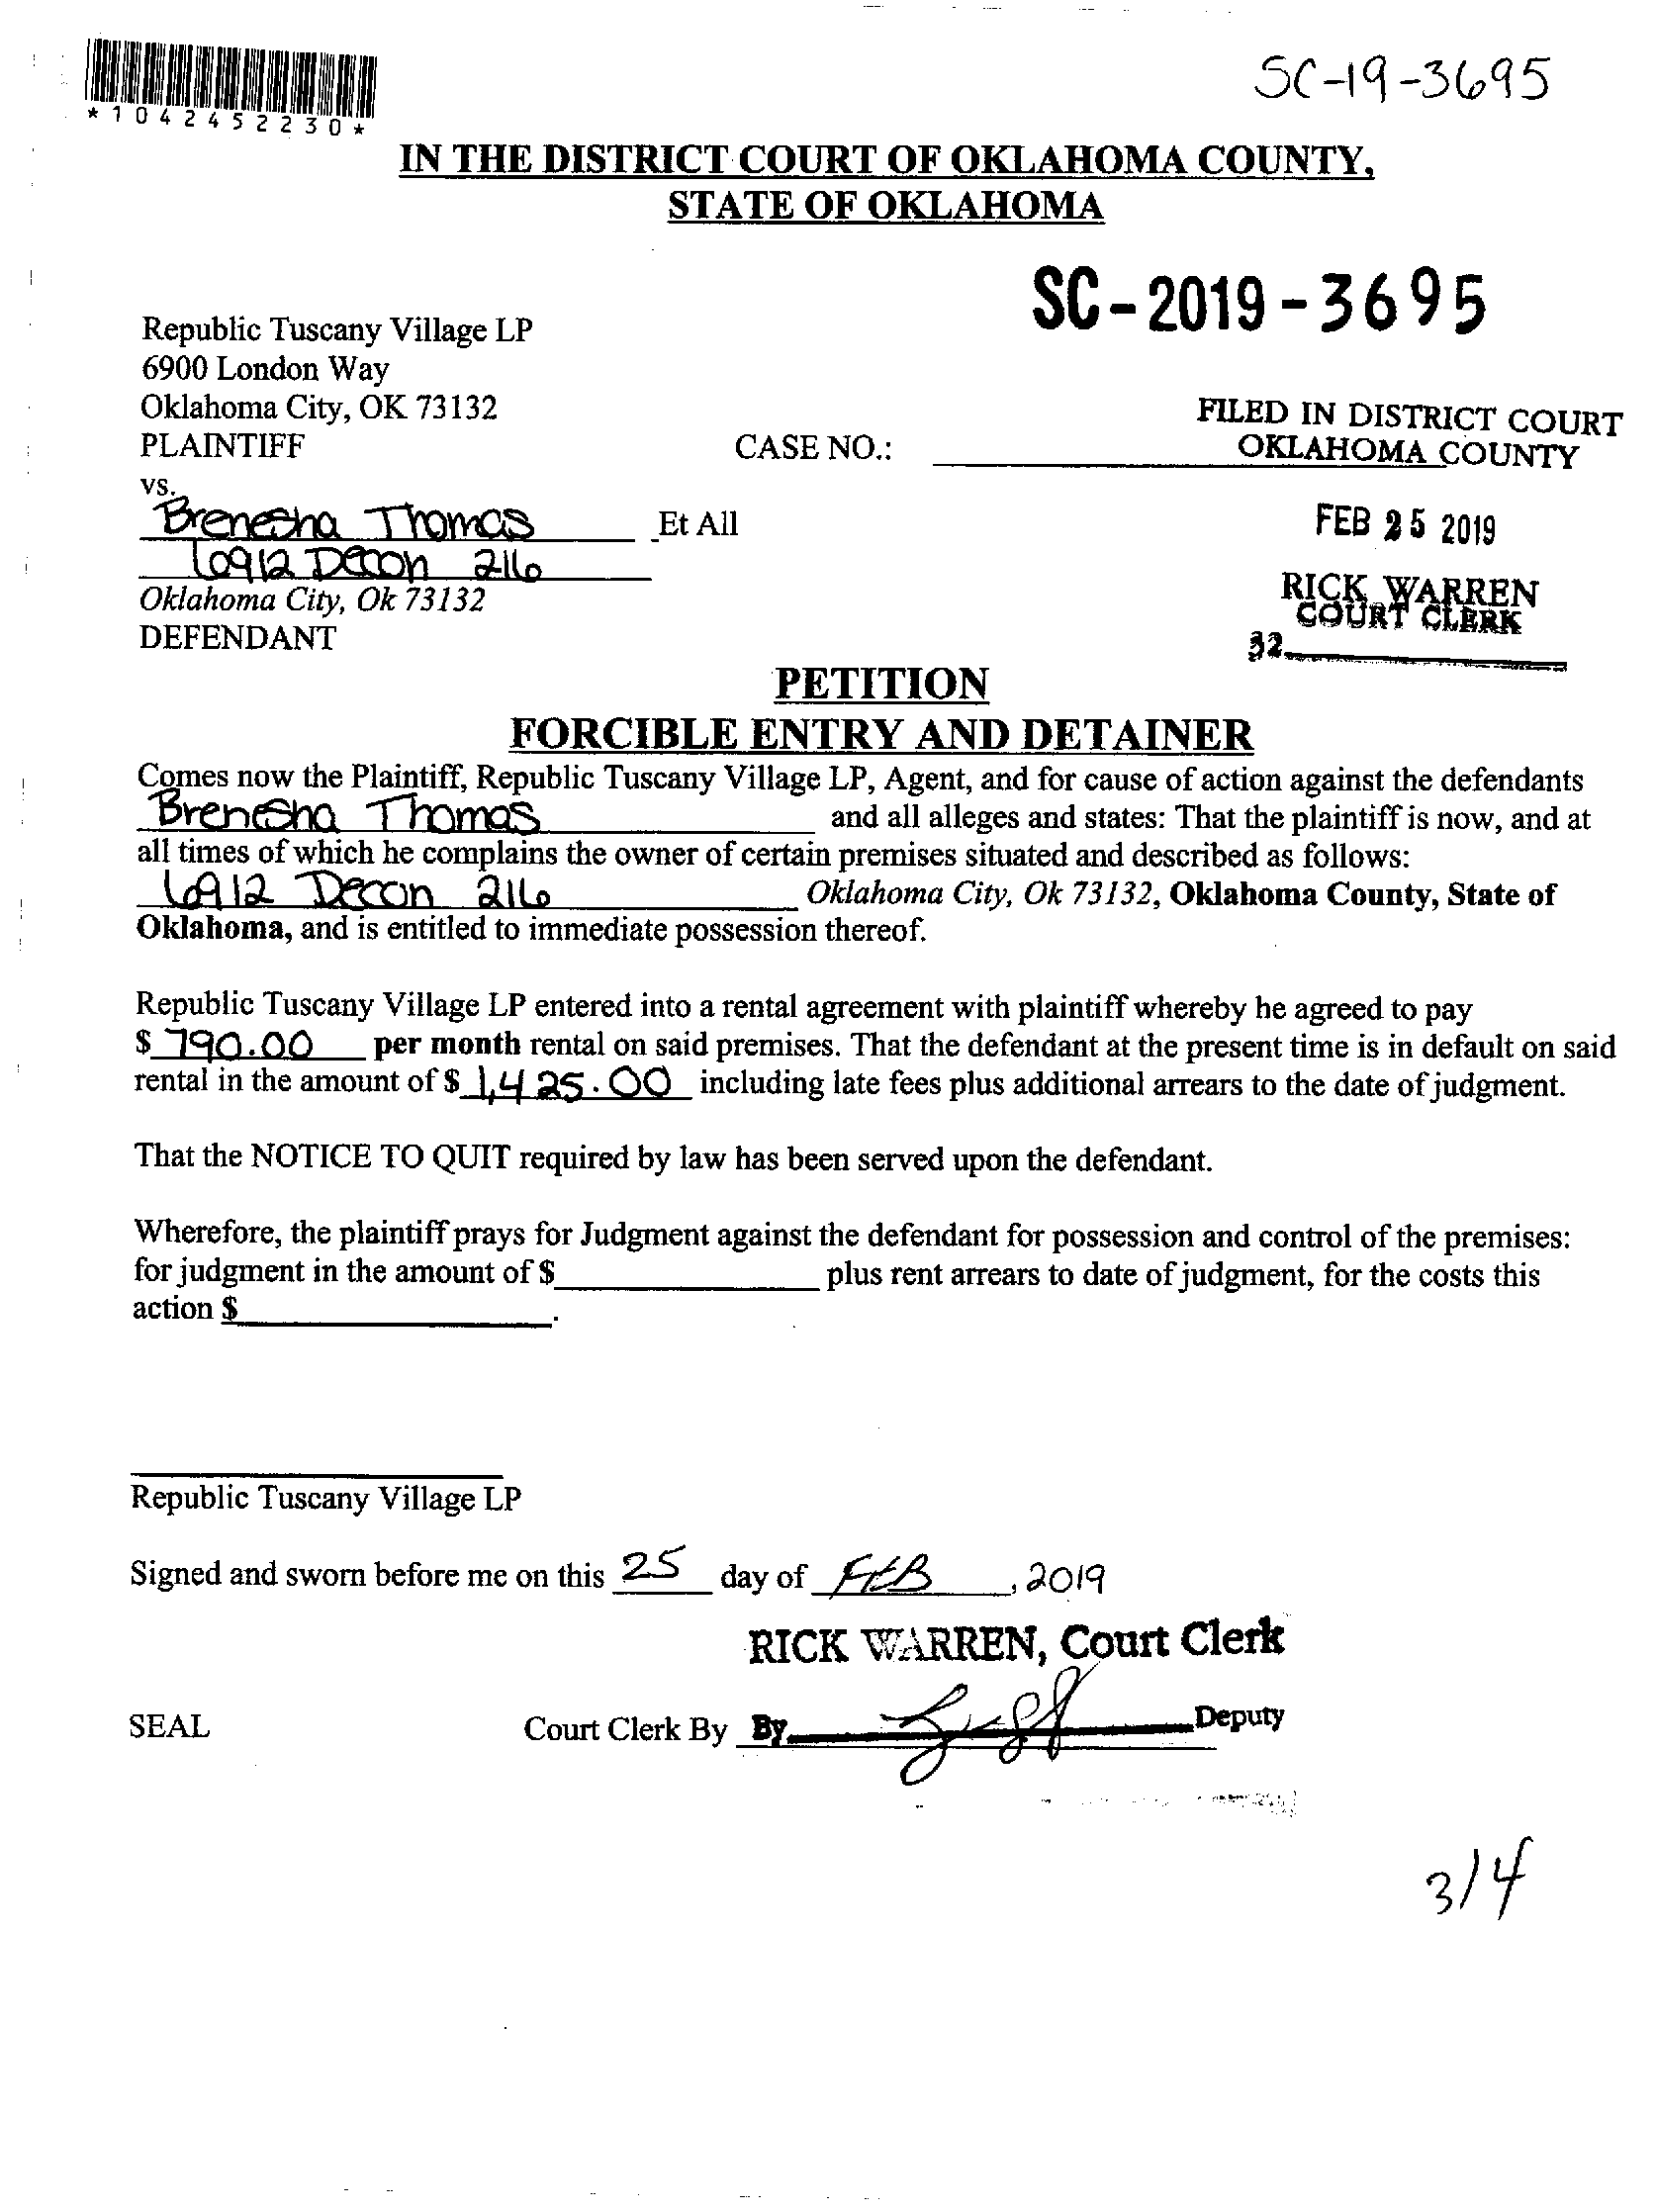 SC-19-3695
*1042452230*
IN THE DISTRICT COURT OF OKLAHOMA COUNTY,
STATE OF OKLAHOMA
SC-2019-3695
Republic Tuscany Village LP
6900 London Way
Oklahoma City, OK 73132
FILED IN DISTRICT COURT
PLAINTIFF CASE NO.: OKLAHOMA COUNTY
vs.
Brenesha Thomas Et All
FEB 25 2019
6912 Decon 216
Oklahoma City, Ok 73132
RICK WARREN
COURT CLERK
DEFENDANT
32
PETITION
FORCIBLE ENTRY AND DETAINER
Comes now the Plaintiff, Republic Tuscany Village LP, Agent, and for cause of action against the defendants
Brenesha Thomas and all alleges and states: That the plaintiff is now, and at
all times of which he complains the owner of certain premises situated and described as follows:
6912 Decon 216 Oklahoma City, Ok 73132, Oklahoma County, State of
Oklahoma, and is entitled to immediate possession thereof.
Republic Tuscany Village LP entered into a rental agreement with plaintiff whereby he agreed to pay
$ 790.00 per month rental on said premises. That the defendant at the present time is in default on said
rental in the amount of $ 1,425.00 including late fees plus additional arrears to the date of judgment.
That the NOTICE TO QUIT required by law has been served upon the defendant.
Wherefore, the plaintiff prays for Judgment against the defendant for possession and control of the premises:
for judgment in the amount of $ plus rent arrears to date of judgment, for the costs this
action $ .
Republic Tuscany Village LP
Signed and sworn before me on this 25 day of FEB, 2019
RICK WARREN, Court Clerk
SEAL Court Clerk By By Deputy
3/4